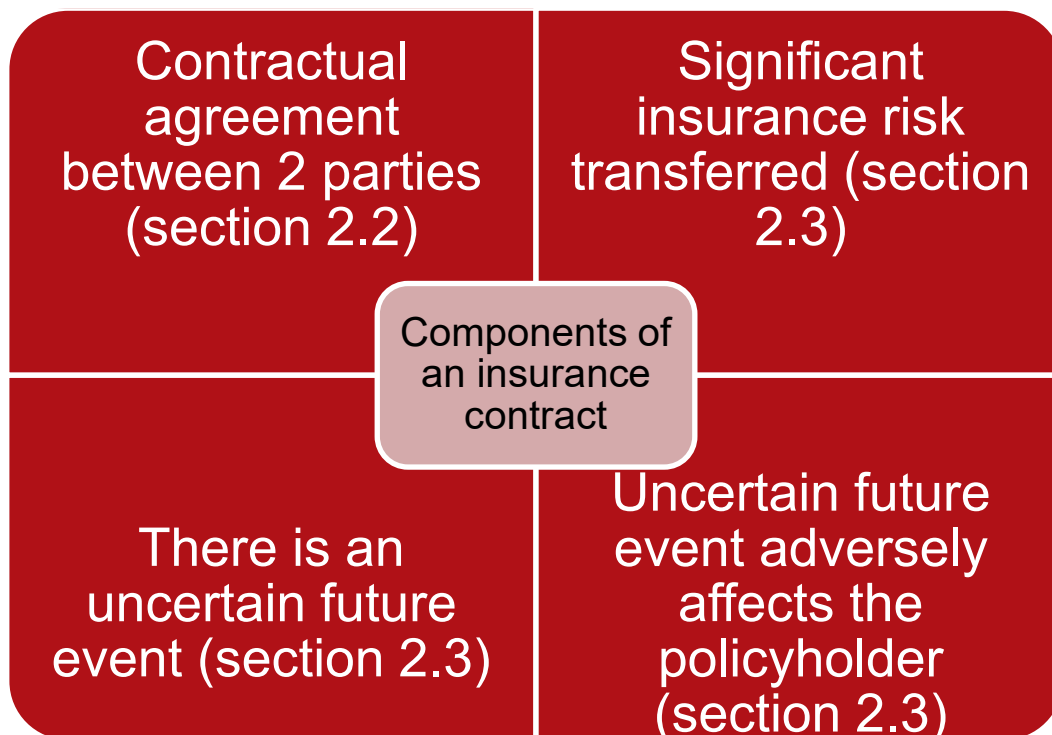 Contractual
agreement
between 2 parties
(section 2.2)
Significant
insurance risk
transferred (section
2.3)
Components of
an insurance
contract
There is an
uncertain future
event (section 2.3)
Uncertain future
event adversely
affects the
policyholder
(section 2.3)